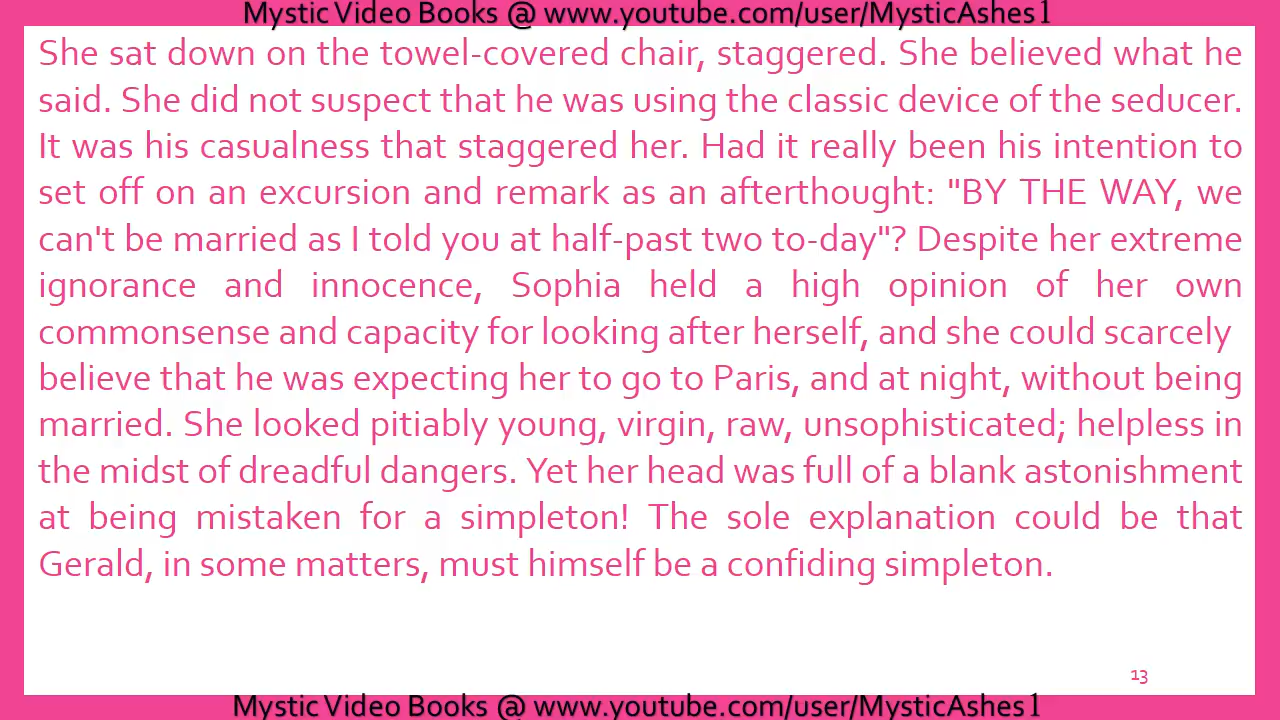 Mystic Video Books @ www.youtube.com/user/MysticAshes1
She sat down on the towel-covered chair, staggered. She believed what he
said. She did not suspect that he was using the classic device of the seducer.
It was his casualness that staggered her. Had it really been his intention to
set off on an excursion and remark as an afterthought: "BY THE WAY, we
can't be married as I told you at half-past two to-day"? Despite her extreme
ignorance and innocence, Sophia held a high opinion of her own
commonsense and capacity for looking after herself, and she could scarcely
believe that he was expecting her to go to Paris, and at night, without being
married. She looked pitiably young, virgin, raw, unsophisticated; helpless in
the midst of dreadful dangers. Yet her head was full of a blank astonishment
at being mistaken for a simpleton! The sole explanation could be that
Gerald, in some matters, must himself be a confiding simpleton.
13
Mystic Video Books @ www.youtube.com/user/MysticAshes1